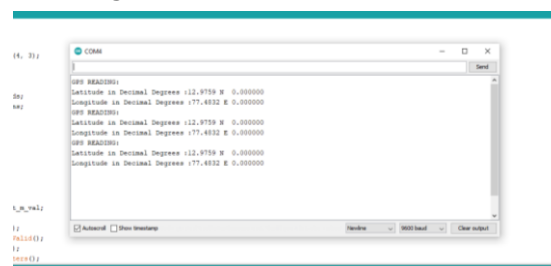 (4, 3);
COM4
Send
GPS READING:
Latitude in Decimal Degrees :12.9759 N 0.000000
Longitude in Decimal Degrees :77.4832 E 0.000000
GPS READING:
Latitude in Decimal Degrees :12.9759 N 0.000000
Longitude in Decimal Degrees :77.4832 E 0.000000
GPS READING:
Latitude in Decimal Degrees :12.9759 N 0.000000
Longitude in Decimal Degrees :77.4832 E 0.000000
t_m_val;
);
Autoscroll Show timestamp Newline 9600 baud Clear output
);